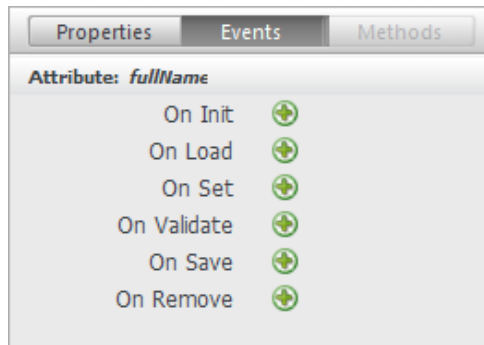 Properties Events Methods
Attribute: fullName
On Init
On Load
On Set
On Validate
On Save
On Remove